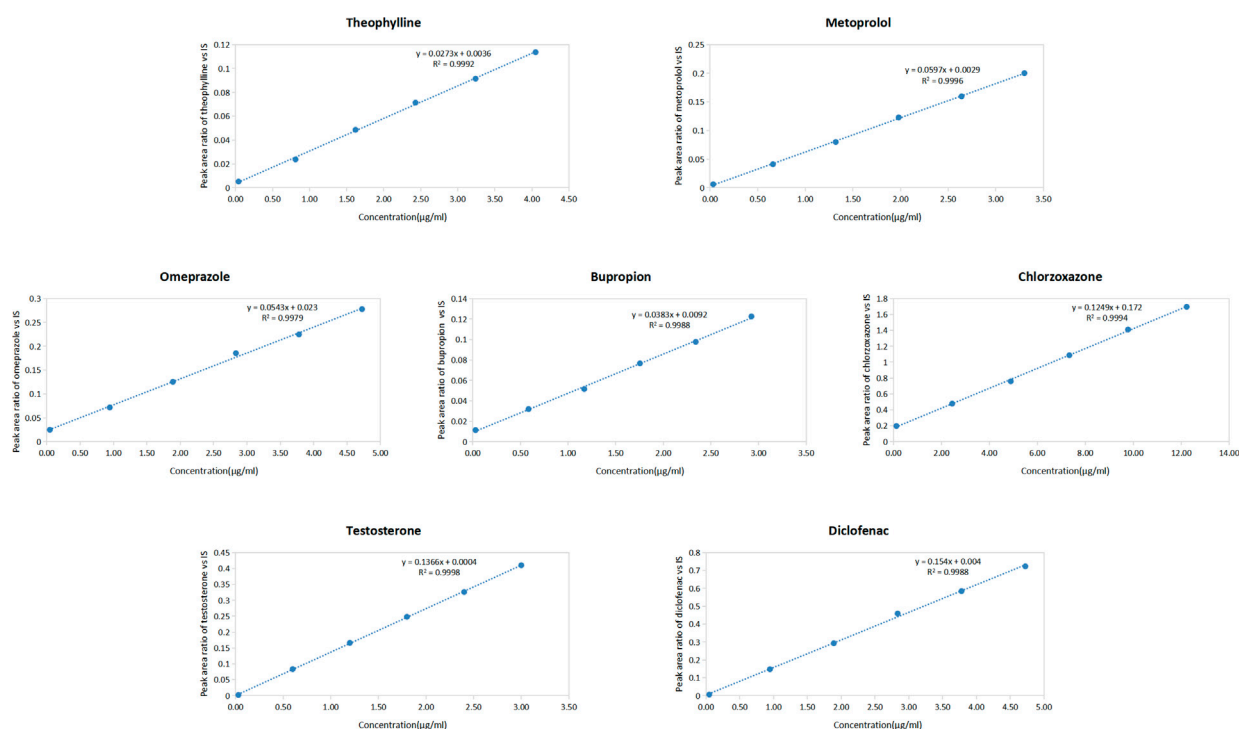 Theophylline
Peak area ratio of theophylline vs IS
0.12
0.1
0.08
0.06
0.04
0.02
0
y = 0.0273x + 0.0036
R² = 0.9992
0.00 0.50 1.00 1.50 2.00 2.50 3.00 3.50 4.00 4.50
Concentration(µg/ml)
Metoprolol
Peak area ratio of metoprolol vs IS
0.25
0.2
0.15
0.1
0.05
0
y = 0.0597x + 0.0029
R² = 0.9996
0.00 0.50 1.00 1.50 2.00 2.50 3.00 3.50
Concentration(µg/ml)
Omeprazole
Peak area ratio of omeprazole vs IS
0.3
0.25
0.2
0.15
0.1
0.05
0
y = 0.0543x + 0.023
R² = 0.9979
0.00 0.50 1.00 1.50 2.00 2.50 3.00 3.50 4.00 4.50 5.00
Concentration(µg/ml)
Bupropion
Peak area ratio of bupropion vs IS
0.14
0.12
0.1
0.08
0.06
0.04
0.02
0
y = 0.0383x + 0.0092
R² = 0.9988
0.00 0.50 1.00 1.50 2.00 2.50 3.00 3.50
Concentration(µg/ml)
Chlorzoxazone
Peak area ratio of chlorzzoxazone vs IS
1.8
1.6
1.4
1.2
1
0.8
0.6
0.4
0.2
0
y = 0.1249x + 0.172
R² = 0.9994
0.00 2.00 4.00 6.00 8.00 10.00 12.00 14.00
Concentration(µg/ml)
Testosterone
Peak area ratio of testosterone vs IS
0.45
0.4
0.35
0.3
0.25
0.2
0.15
0.1
0.05
0
y = 0.1366x + 0.0004
R² = 0.9998
0.00 0.50 1.00 1.50 2.00 2.50 3.00 3.50
Concentration(µg/ml)
Diclofenac
Peak area ratio of diclofenac vs IS
0.8
0.7
0.6
0.5
0.4
0.3
0.2
0.1
0
y = 0.154x + 0.004
R² = 0.9988
0.00 0.50 1.00 1.50 2.00 2.50 3.00 3.50 4.00 4.50 5.00
Concentration(µg/ml)